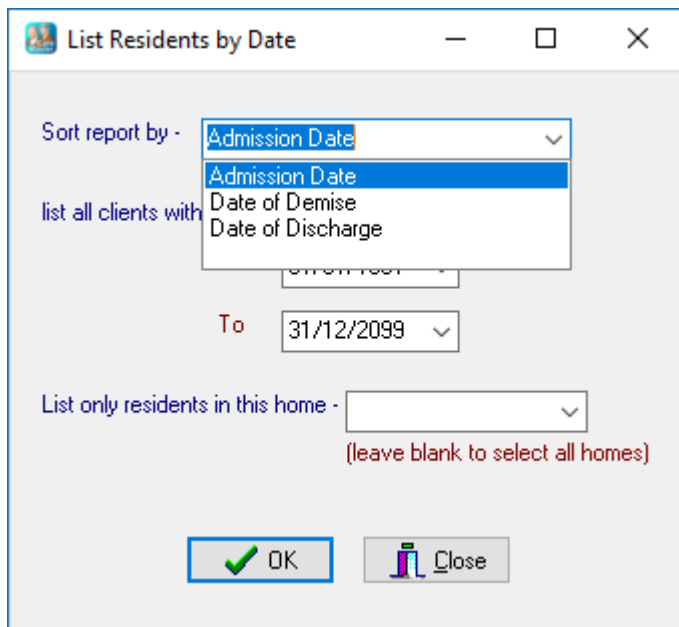 List Residents by Date
Sort report by -
Admission Date
Admission Date
Date of Demise
list all clients with
Date of Discharge
To
31/12/2099
List only residents in this home -
(leave blank to select all homes)
OK
Close